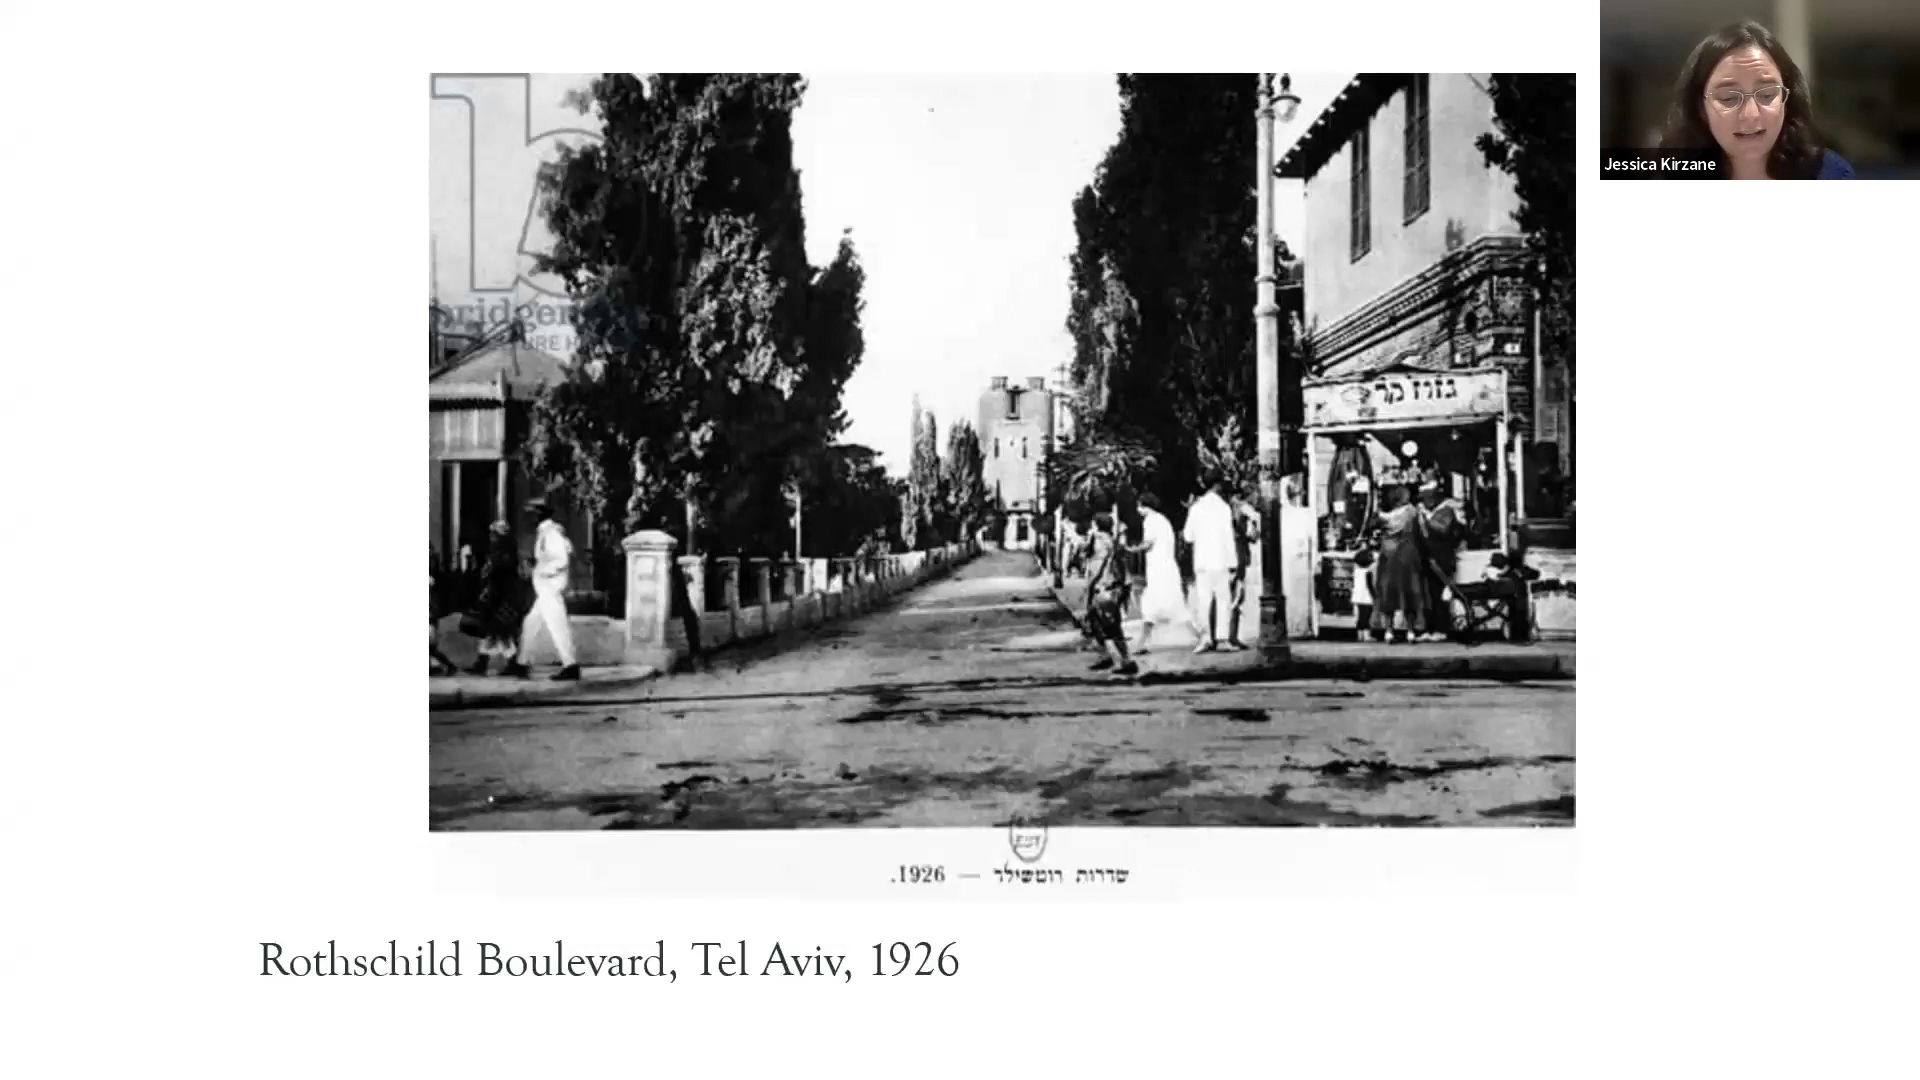 Jessica Kirzane
גזוז קר
שדרות רוטשילד — 1926.
Rothschild Boulevard, Tel Aviv, 1926